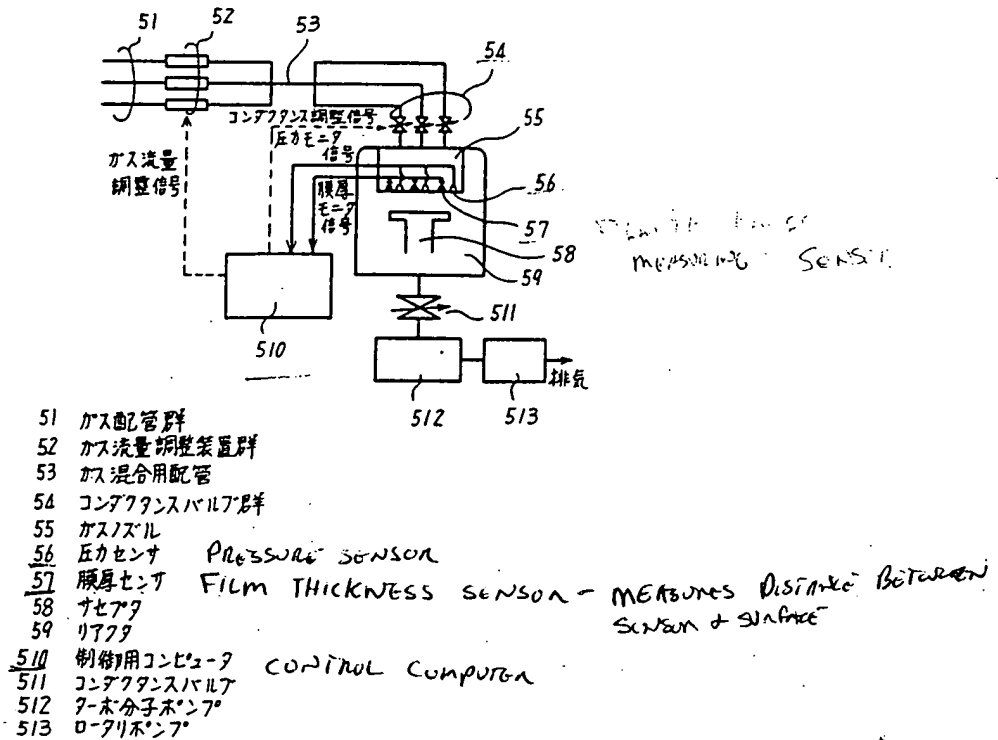 51
52
53
54
コンダクタンス調整信号
圧力モニタ
信号
55
ガス流量
調整信号
膜厚
モニタ
信号
56
57
58
MEASURING SENSI
59
511
510
排気
512
513
51 ガス配管群
52 ガス流量調整装置群
53 ガス混合用配管
54 コンダクタンスバルブ群
55 ガスノズル
56 圧力センサ PRESSURE SENSOR
57 膜厚センサ FILM THICKNESS SENSOR - MEASURES DISTANCE BETWEEN
SENSOR & SURFACE
58 サセプタ
59 リアクタ
510 制御用コンピュータ CONTROL COMPUTER
511 コンダクタンスバルブ
512 ターボ分子ポンプ
513 ロータリポンプ